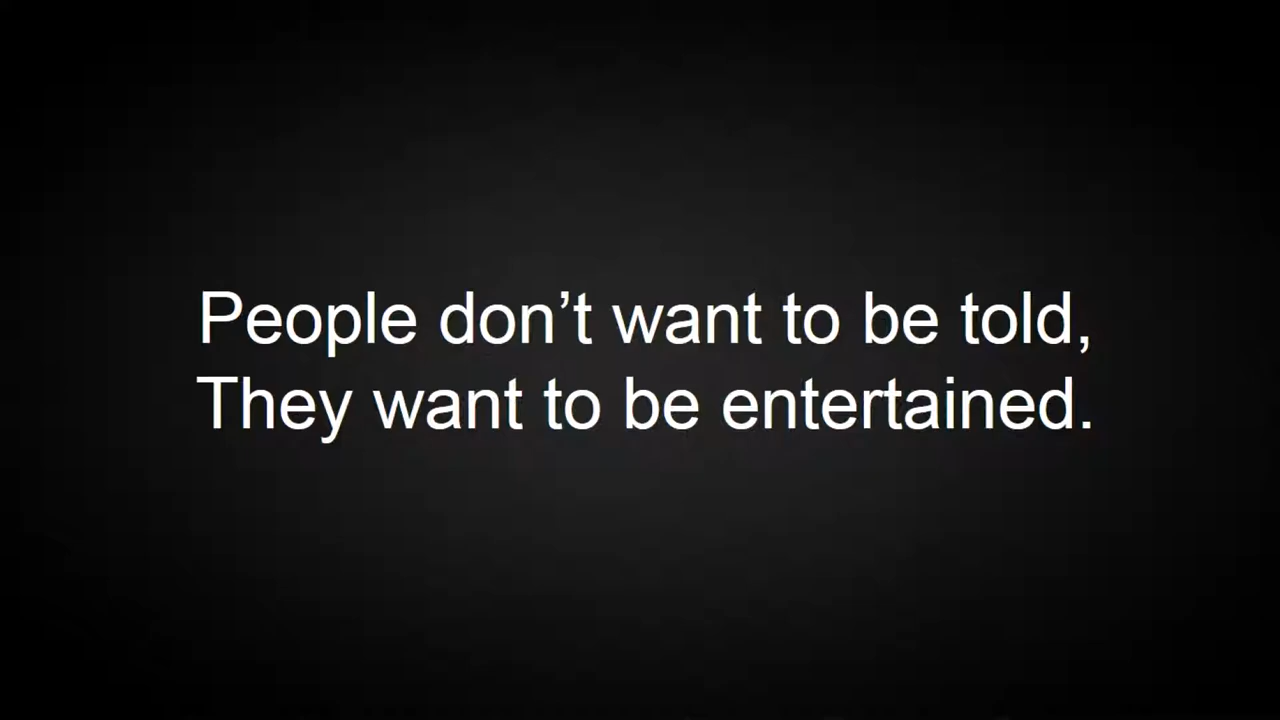 People don’t want to be told,
They want to be entertained.